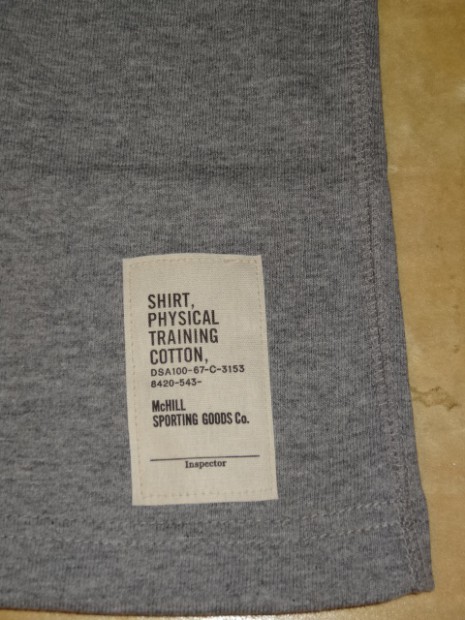 SHIRT,
PHYSICAL
TRAINING
COTTON,
DSA100-67-C-3153
8420-543-
McHILL
SPORTING GOODS Co.
Inspector